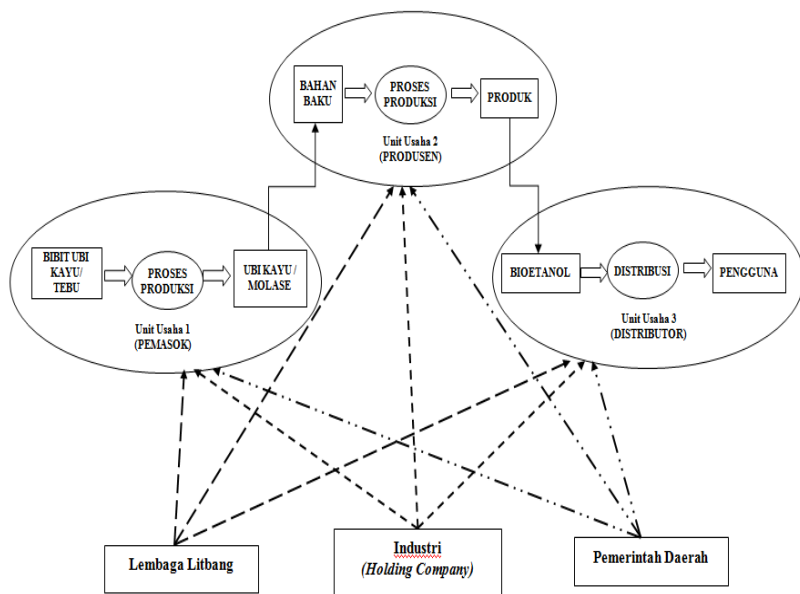 BAHAN
BAKU
PROSES
PRODUKSI
PRODUK
Unit Usaha 2
(PRODUSEN)
BIBIT UBI
KAYU/
TEBU
PROSES
PRODUKSI
UBI KAYU /
MOLASE
Unit Usaha 1
(PEMASOK)
BIOETANOL
DISTRIBUSI
PENGGUNA
Unit Usaha 3
(DISTRIBUTOR)
Lembaga Litbang
Industri
(Holding Company)
Pemerintah Daerah